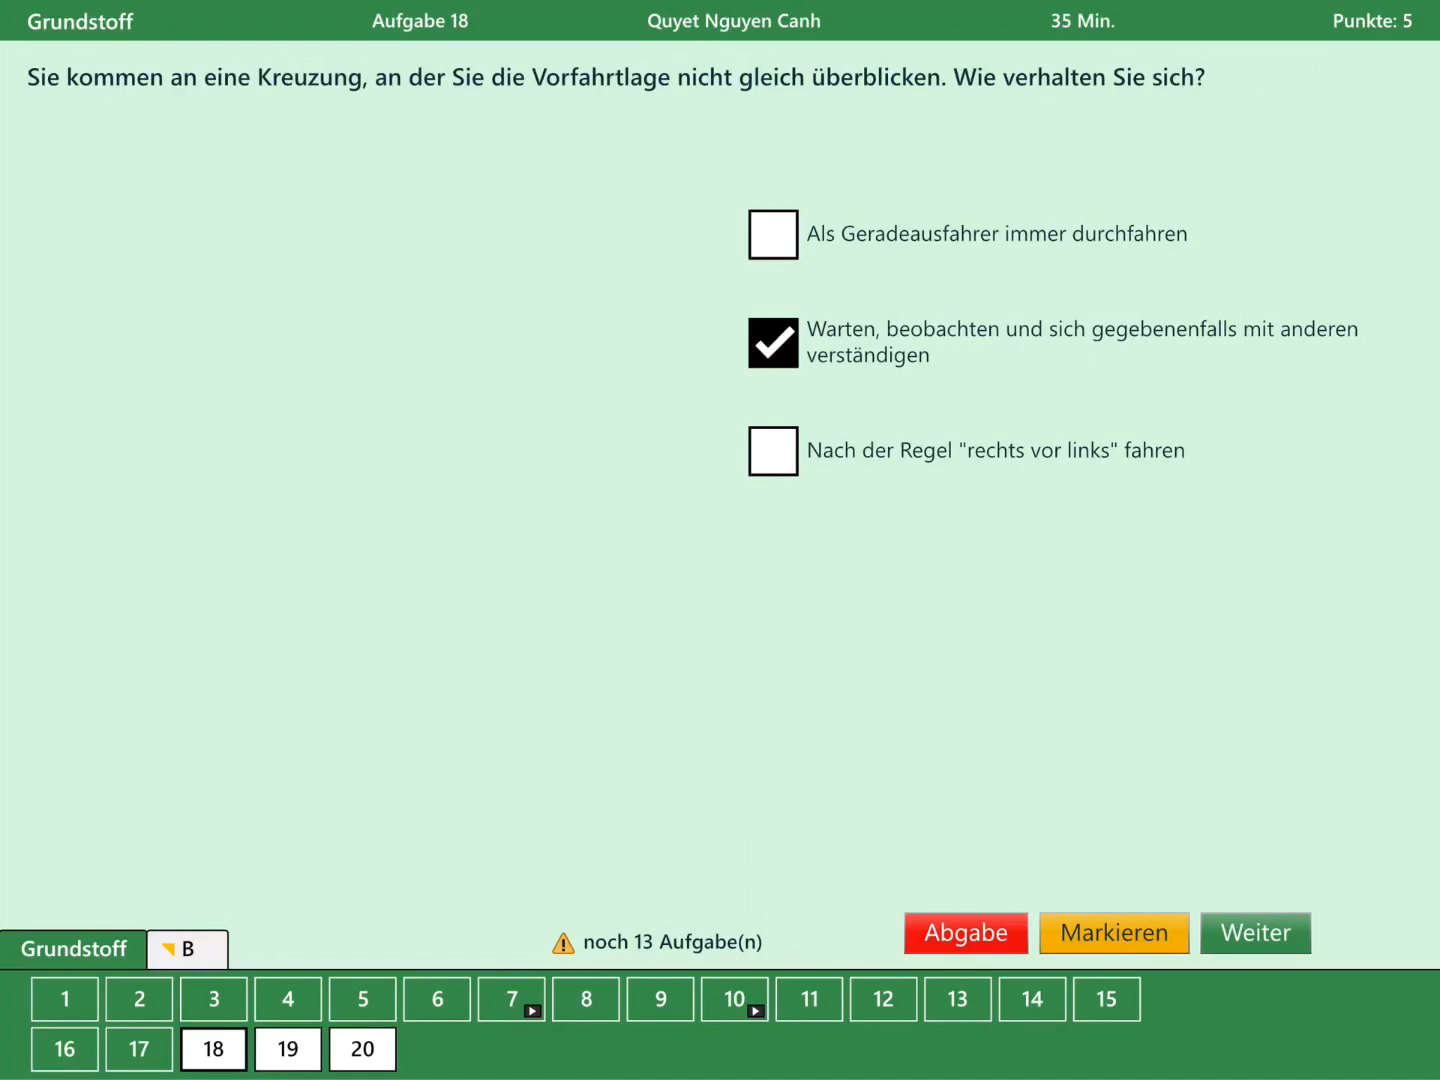 Grundstoff Aufgabe 18 Quyet Nguyen Canh 35 Min. Punkte: 5
Sie kommen an eine Kreuzung, an der Sie die Vorfahrtlage nicht gleich überblicken. Wie verhalten Sie sich?
Als Geradeausfahrer immer durchfahren
Warten, beobachten und sich gegebenenfalls mit anderen
verständigen
Nach der Regel "rechts vor links" fahren
Grundstoff B noch 13 Aufgabe(n) Abgabe Markieren Weiter
1 2 3 4 5 6 7 8 9 10 11 12 13 14 15
16 17 18 19 20